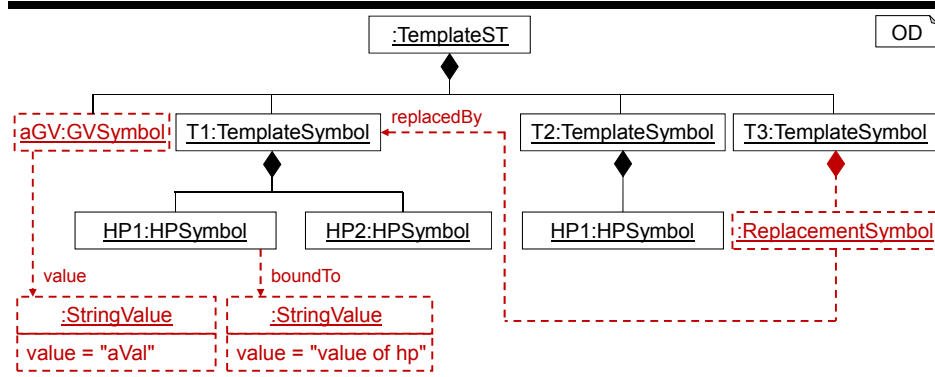 :TemplateST
OD
aGV:GVSymbol
T1:TemplateSymbol
replacedBy
T2:TemplateSymbol
T3:TemplateSymbol
HP1:HPSymbol
HP2:HPSymbol
HP1:HPSymbol
:ReplacementSymbol
value
boundTo
:StringValue
value = "aVal"
:StringValue
value = "value of hp"